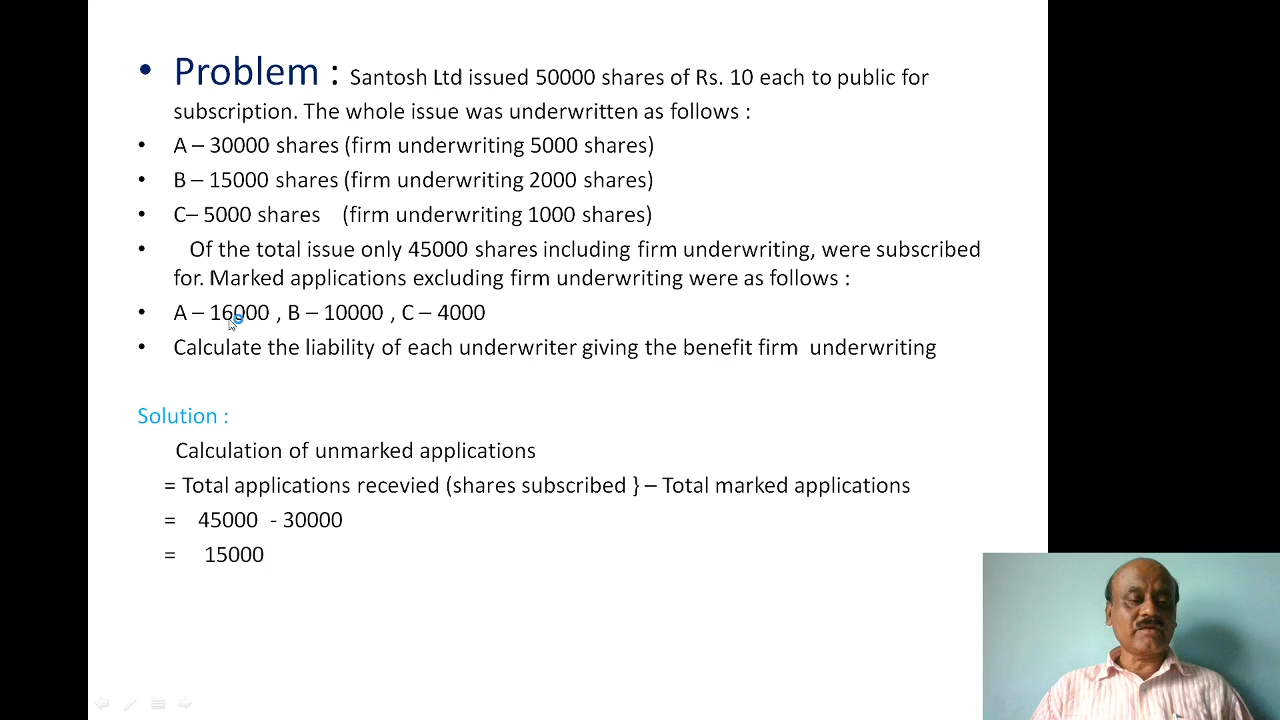 • Problem : Santosh Ltd issued 50000 shares of Rs. 10 each to public for
subscription. The whole issue was underwritten as follows :
• A – 30000 shares (firm underwriting 5000 shares)
• B – 15000 shares (firm underwriting 2000 shares)
• C– 5000 shares (firm underwriting 1000 shares)
• Of the total issue only 45000 shares including firm underwriting, were subscribed
for. Marked applications excluding firm underwriting were as follows :
• A – 16000 , B – 10000 , C – 4000
• Calculate the liability of each underwriter giving the benefit firm underwriting
Solution :
Calculation of unmarked applications
= Total applications recevied (shares subscribed } – Total marked applications
= 45000 - 30000
= 15000